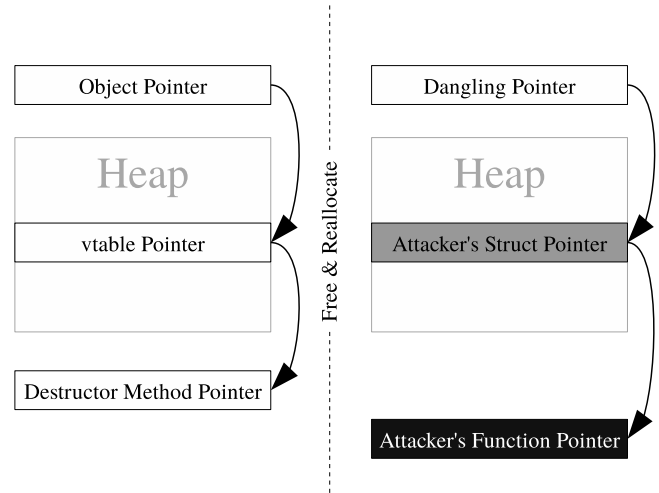 Object Pointer
Heap
vtable Pointer
Destructor Method Pointer
Free & Reallocate
Dangling Pointer
Heap
Attacker's Struct Pointer
Attacker's Function Pointer